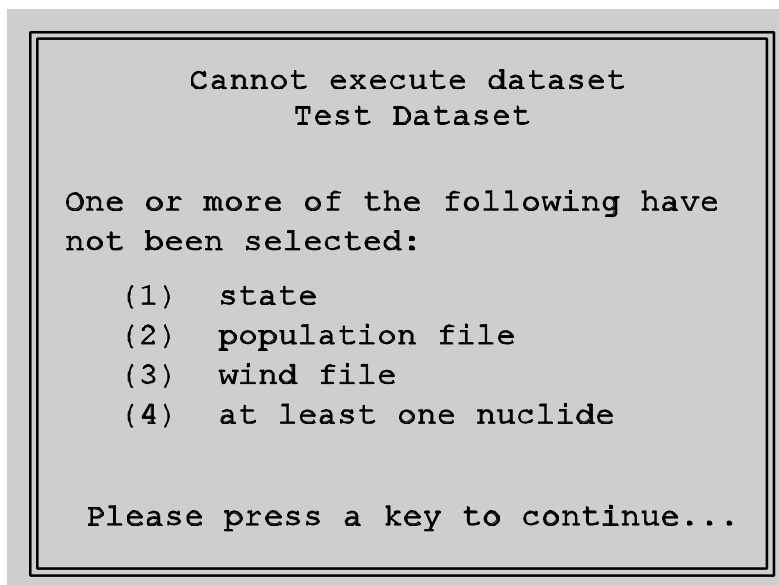 Cannot execute dataset
Test Dataset
One or more of the following have
not been selected:
(1) state
(2) population file
(3) wind file
(4) at least one nuclide
Please press a key to continue...